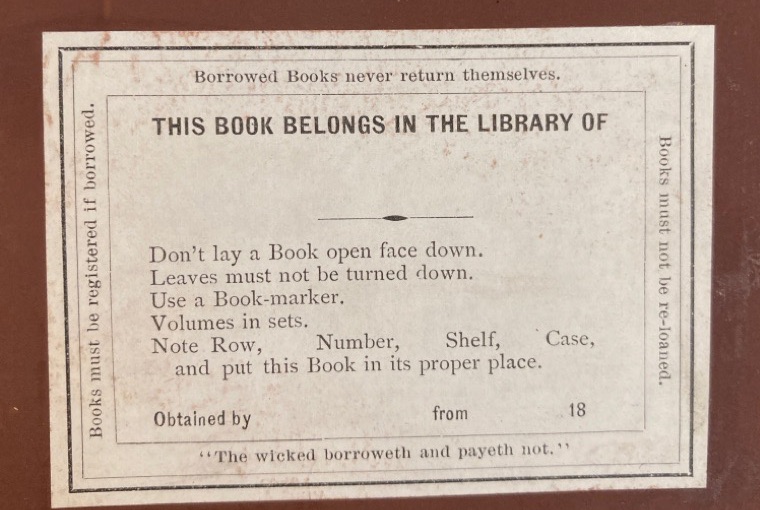 Borrowed Books never return themselves.
Books must be registered if borrowed.
THIS BOOK BELONGS IN THE LIBRARY OF
Don't lay a Book open face down.
Leaves must not be turned down.
Use a Book-marker.
Volumes in sets.
Note Row, Number, Shelf, Case,
and put this Book in its proper place.
Obtained by from 18
Books must not be re-loaned.
"The wicked borroweth and payeth not."